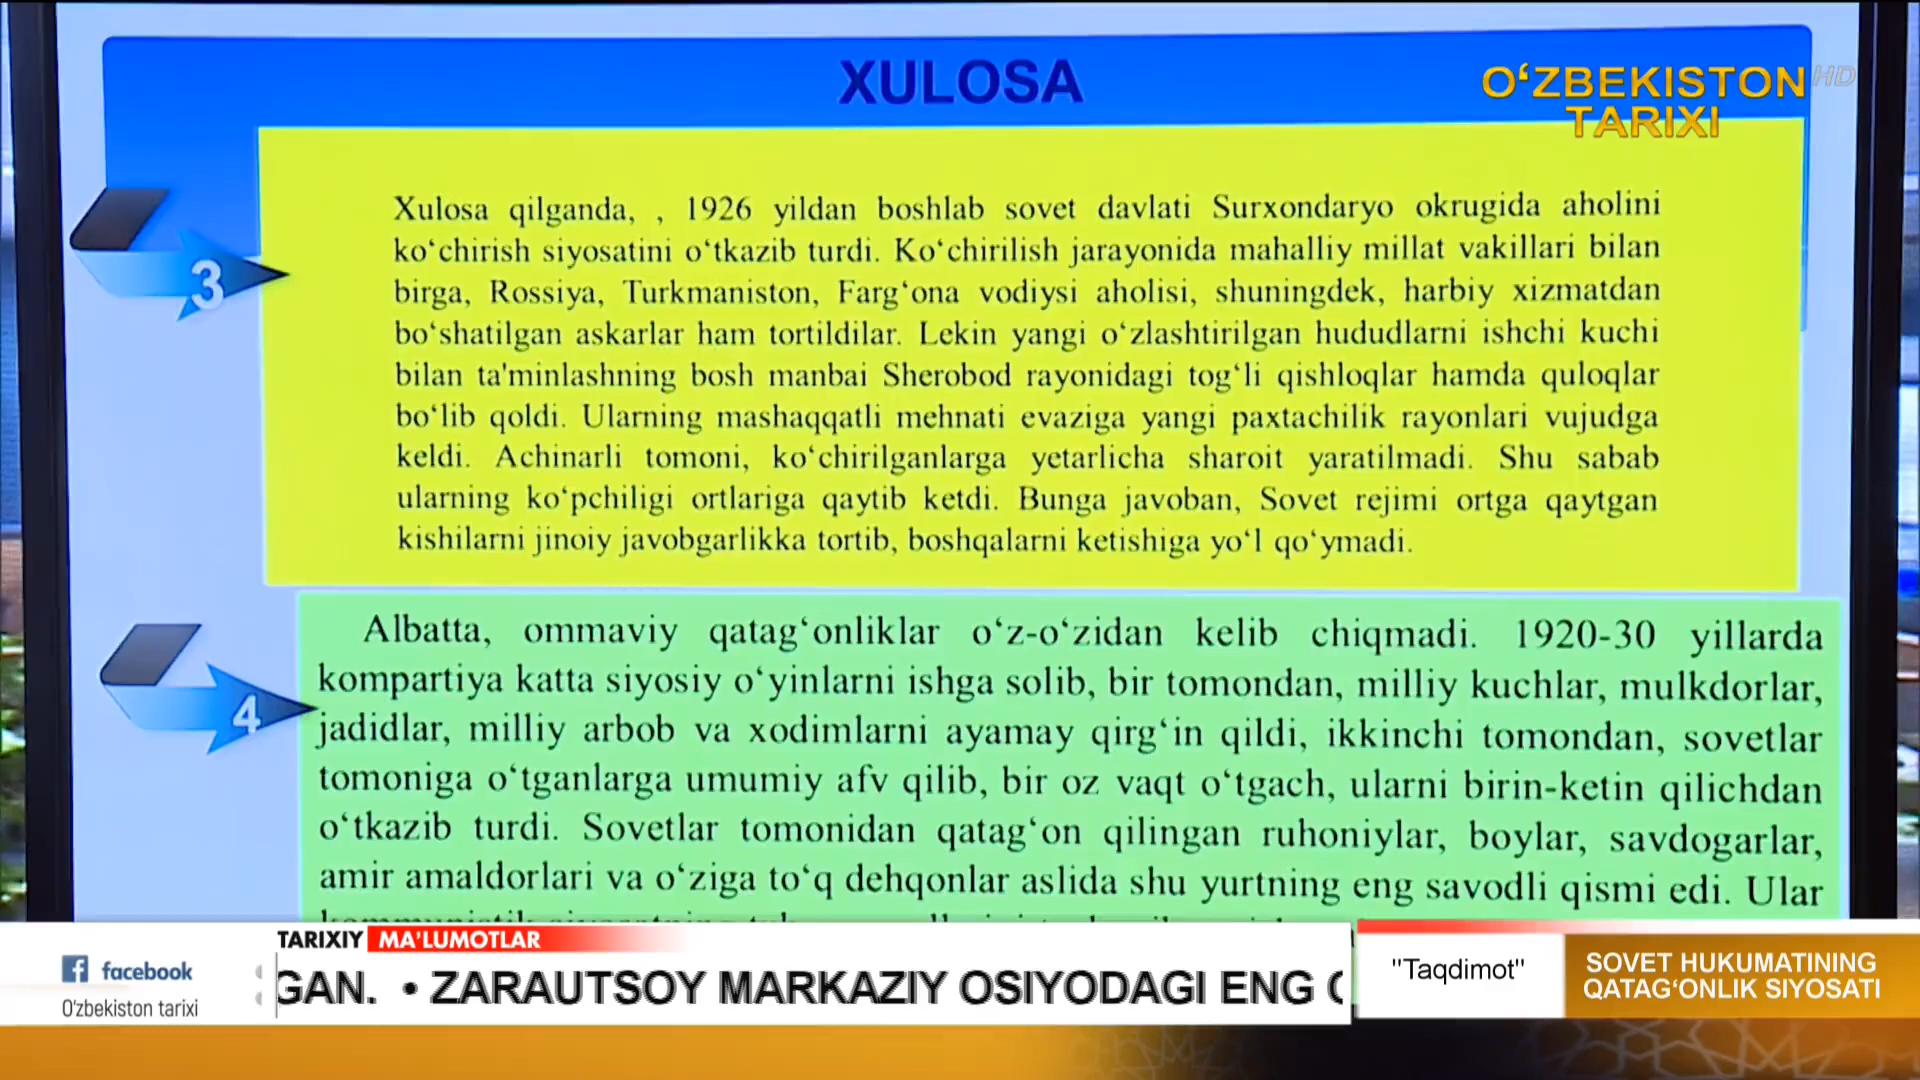 XULOSA
O‘ZBEKISTON HD
TARIXI
3
Xulosa qilganda, , 1926 yildan boshlab sovet davlati Surxondaryo okrugida aholini
ko‘chirish siyosatini o‘tkazib turdi. Ko‘chirilish jarayonida mahalliy millat vakillari bilan
birga, Rossiya, Turkmaniston, Farg‘ona vodiysi aholisi, shuningdek, harbiy xizmatdan
bo‘shatilgan askarlar ham tortildilar. Lekin yangi o‘zlashtirilgan hududlarni ishchi kuchi
bilan ta'minlashning bosh manbai Sherobod rayonidagi tog‘li qishloqlar hamda quloqlar
bo‘lib qoldi. Ularning mashaqqatli mehnati evaziga yangi paxtachilik rayonlari vujudga
keldi. Achinarli tomoni, ko‘chirilganlarga yetarlicha sharoit yaratilmadi. Shu sabab
ularning ko‘pchiligi ortlariga qaytib ketdi. Bunga javoban, Sovet rejimi ortga qaytgan
kishilarni jinoiy javobgarlikka tortib, boshqalarni ketishiga yo‘l qo‘ymadi.
4
Albatta, ommaviy qatag‘onliklar o‘z-o‘zidan kelib chiqmadi. 1920-30 yillarda
kompartiya katta siyosiy o‘yinlarni ishga solib, bir tomondan, milliy kuchlar, mulkdorlar,
jadidlar, milliy arbob va xodimlarni ayamay qirg‘in qildi, ikkinchi tomondan, sovetlar
tomoniga o‘tganlarga umumiy afv qilib, bir oz vaqt o‘tgach, ularni birin-ketin qilichdan
o‘tkazib turdi. Sovetlar tomonidan qatag‘on qilingan ruhoniylar, boylar, savdogarlar,
amir amaldorlari va o‘ziga to‘q dehqonlar aslida shu yurtning eng savodli qismi edi. Ular
TARIXIY MA'LUMOTLAR
facebook
O'zbekiston tarixi
GAN. • ZARAUTSOY MARKAZIY OSIYODAGI ENG
"Taqdimot"
SOVET HUKUMATINING
QATAG‘ONLIK SIYOSATI